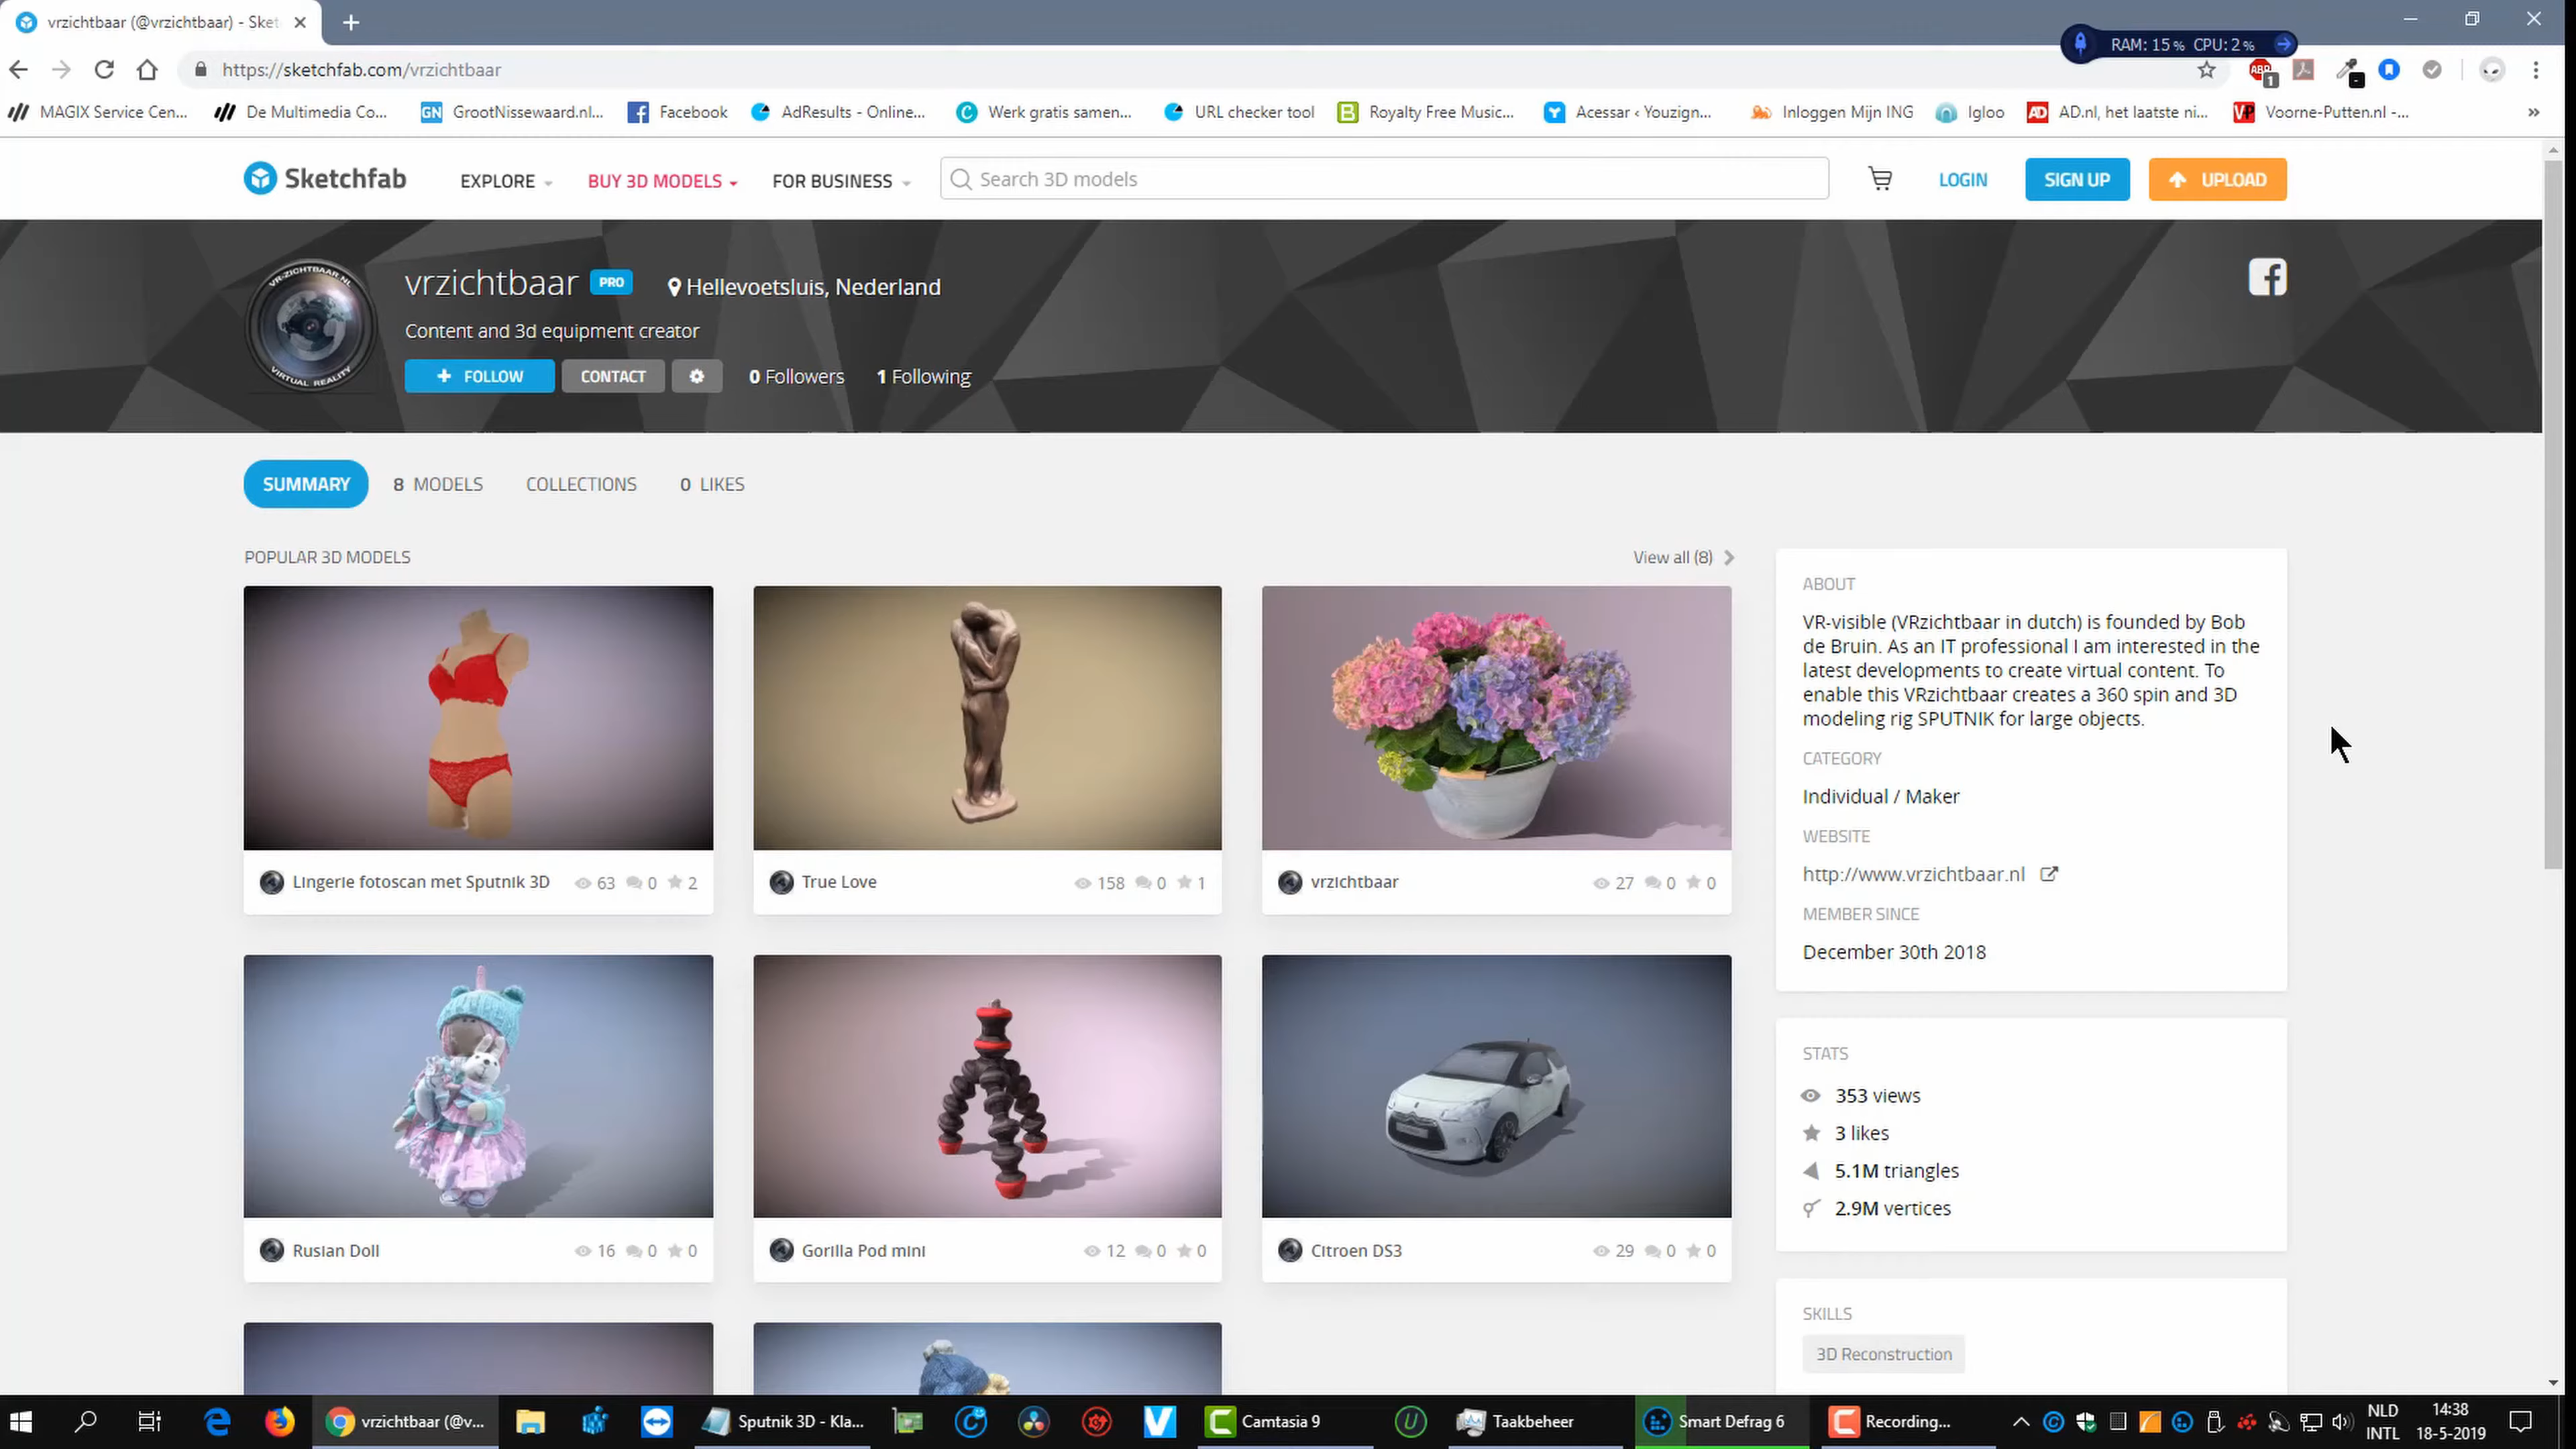 vrzichtbaar (@vrzichtbaar) - Sket
RAM: 15 % CPU: 2 %
https://sketchfab.com/vrzichtbaar
ABP 1
MAGIX Service Cen... De Multimedia Co... GN GrootNissewaard.nl... Facebook AdResults - Online... Werk gratis samen... URL checker tool Royalty Free Music... Acessar ‹ Youzign... Inloggen Mijn ING Igloo AD AD.nl, het laatste ni... VP Voorne-Putten.nl -...
Sketchfab EXPLORE BUY 3D MODELS FOR BUSINESS Search 3D models LOGIN SIGN UP UPLOAD
VR-ZICHTBAAR.NL
VIRTUAL REALITY
vrzichtbaar PRO Hellevoetsluis, Nederland
Content and 3d equipment creator
FOLLOW CONTACT 0 Followers 1 Following
SUMMARY 8 MODELS COLLECTIONS 0 LIKES
POPULAR 3D MODELS View all (8)
Lingerie fotoscan met Sputnik 3D 63 0 2
True Love 158 0 1
vrzichtbaar 27 0 0
Rusian Doll 16 0 0
Gorilla Pod mini 12 0 0
Citroen DS3 29 0 0
ABOUT
VR-visible (VRzichtbaar in dutch) is founded by Bob
de Bruin. As an IT professional I am interested in the
latest developments to create virtual content. To
enable this VRzichtbaar creates a 360 spin and 3D
modeling rig SPUTNIK for large objects.
CATEGORY
Individual / Maker
WEBSITE
http://www.vrzichtbaar.nl
MEMBER SINCE
December 30th 2018
STATS
353 views
3 likes
5.1M triangles
2.9M vertices
SKILLS
3D Reconstruction
vrzichtbaar (@v... Sputnik 3D - Kla... Camtasia 9 Taakbeheer Smart Defrag 6 Recording...
NLD
INTL
14:38
18-5-2019